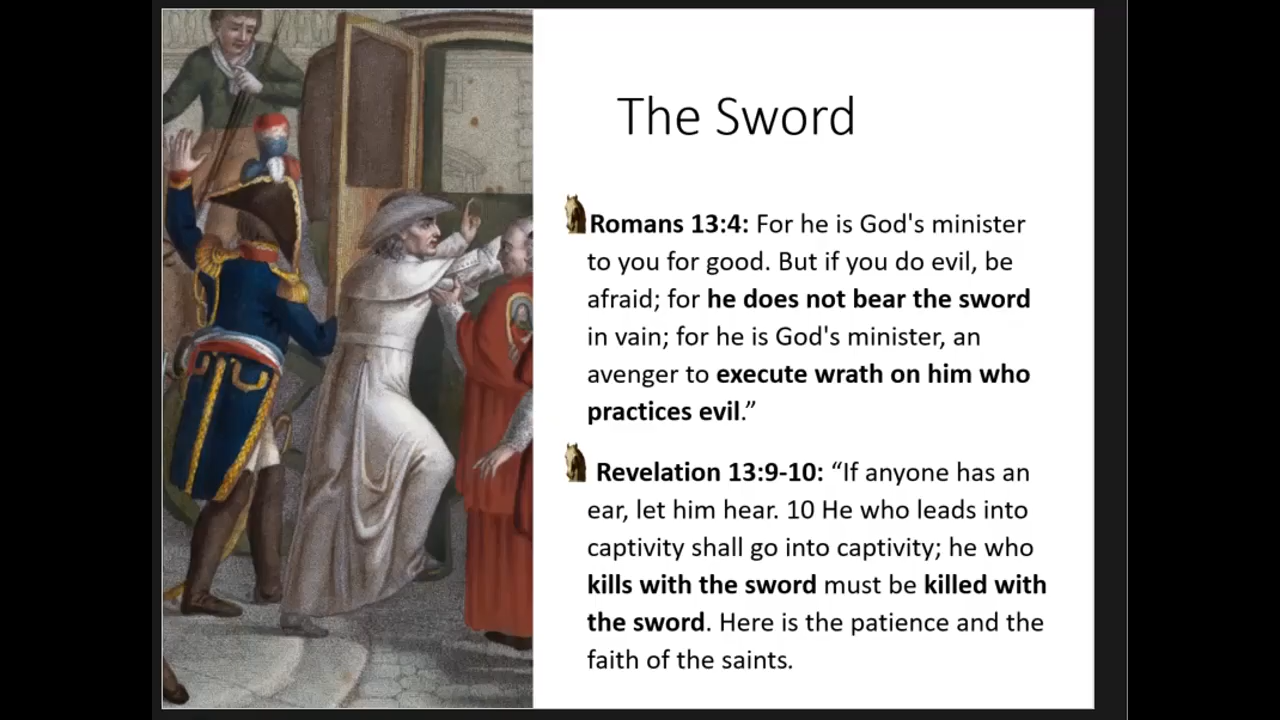 The Sword
Romans 13:4: For he is God's minister
to you for good. But if you do evil, be
afraid; for he does not bear the sword
in vain; for he is God's minister, an
avenger to execute wrath on him who
practices evil.”
Revelation 13:9-10: “If anyone has an
ear, let him hear. 10 He who leads into
captivity shall go into captivity; he who
kills with the sword must be killed with
the sword. Here is the patience and the
faith of the saints.